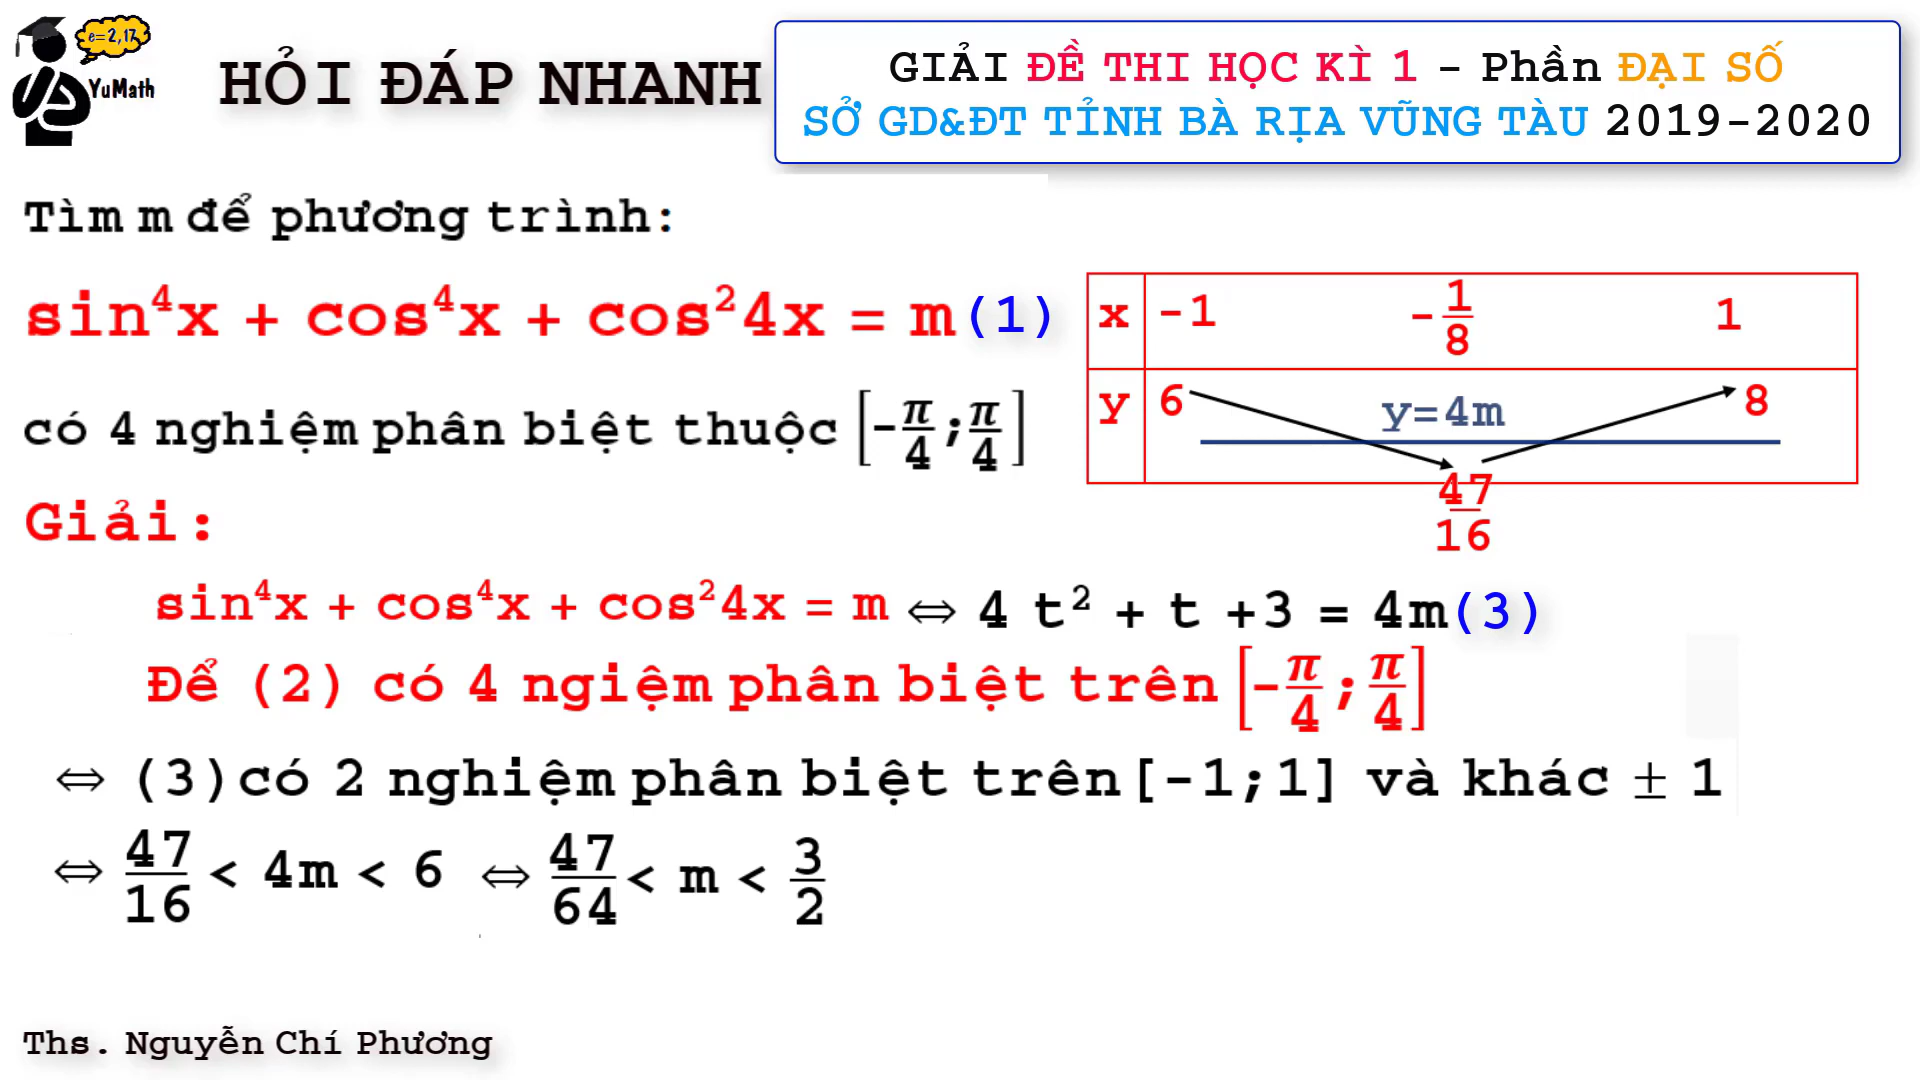 e=2,17
YuMath
HỎI ĐÁP NHANH
GIẢI ĐỀ THI HỌC KÌ 1 - Phần ĐẠI SỐ
SỞ GD&ĐT TỈNH BÀ RỊA VŨNG TÀU 2019-2020
Tìm m để phương trình:
sin⁴x + cos⁴x + cos²4x = m (1)
có 4 nghiệm phân biệt thuộc [-π/4;π/4]
x -1 -1/8 1
y 6 y=4m 8
47/16
Giải:
sin⁴x + cos⁴x + cos²4x = m ⇔ 4 t² + t +3 = 4m(3)
Để (2) có 4 ngiệm phân biệt trên [-π/4;π/4]
⇔ (3)có 2 nghiệm phân biệt trên[-1;1] và khác ± 1
⇔ 47/16 < 4m < 6 ⇔ 47/64 < m < 3/2
Ths. Nguyễn Chí Phương